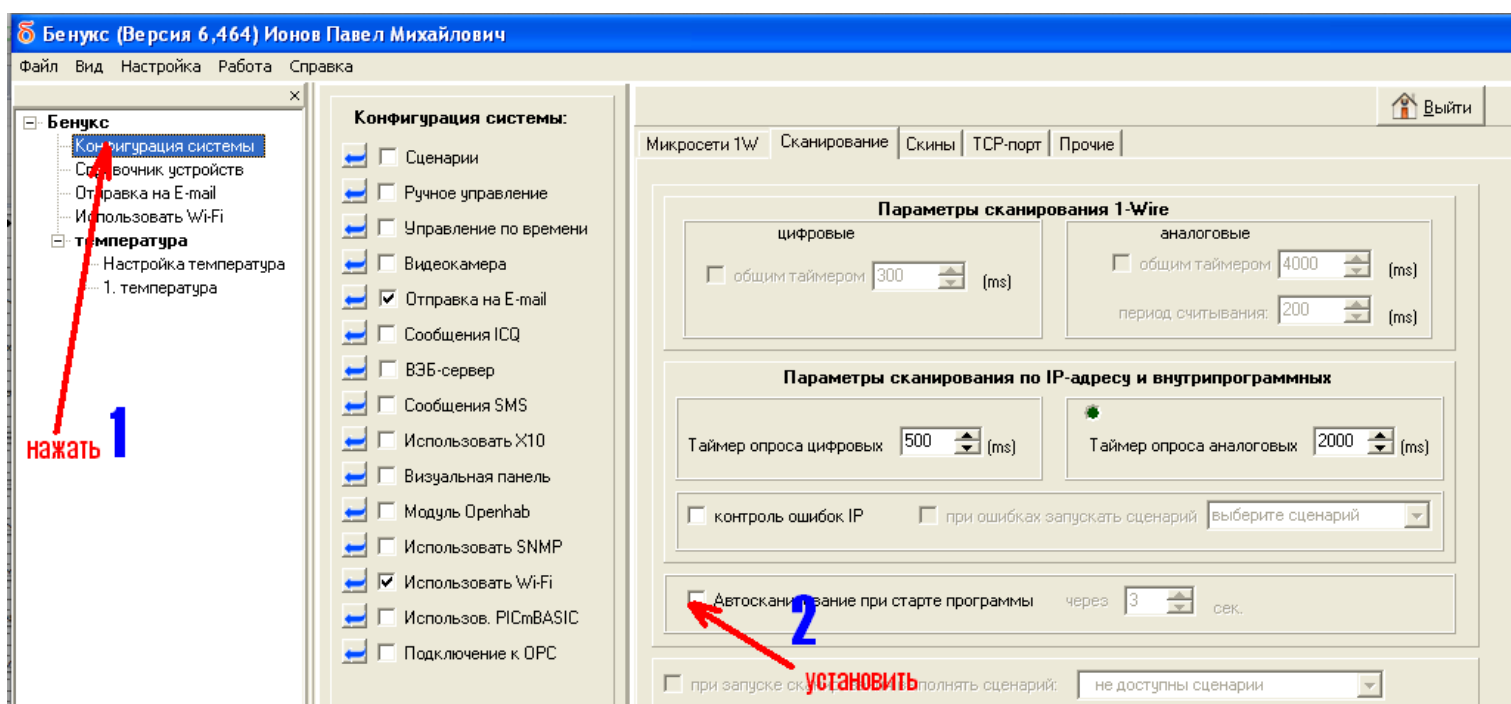 Бенукс (Версия 6,464) Ионов Павел Михайлович
Файл Вид Настройка Работа Справка
Бенукс
Конфигурация системы
Справочник устройств
Отправка на E-mail
Использовать Wi-Fi
температура
Настройка температура
1. температура
нажать 1
Конфигурация системы:
Сценарии
Ручное управление
Управление по времени
Видеокамера
Отправка на E-mail
Сообщения ICQ
ВЭБ-сервер
Сообщения SMS
Использовать X10
Визуальная панель
Модуль Openhab
Использовать SNMP
Использовать Wi-Fi
Использов. PICmBASIC
Подключение к ОРС
Выйти
Микросети 1W Сканирование Скины TCP-порт Прочие
Параметры сканирования 1-Wire
цифровые
общим таймером 300 (ms)
аналоговые
общим таймером 4000 (ms)
период считывания: 200 (ms)
Параметры сканирования по IP-адресу и внутрипрограммных
Таймер опроса цифровых 500 (ms)
Таймер опроса аналоговых 2000 (ms)
контроль ошибок IP при ошибках запускать сценарий выберите сценарий
Автосканирование при старте программы через 3 сек.
2
установить
при запуске сканирования выполнять сценарий: не доступны сценарии